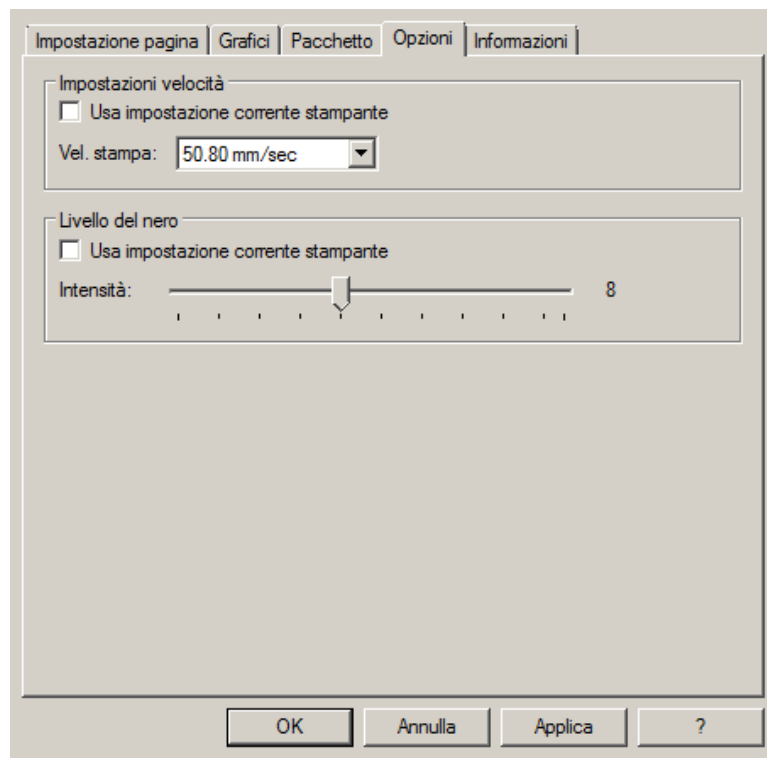 Impostazione pagina Grafici Pacchetto Opzioni Informazioni
Impostazioni velocità
Usa impostazione corrente stampante
Vel. stampa: 50.80 mm/sec
Livello del nero
Usa impostazione corrente stampante
Intensità: 8
OK Annulla Applica ?